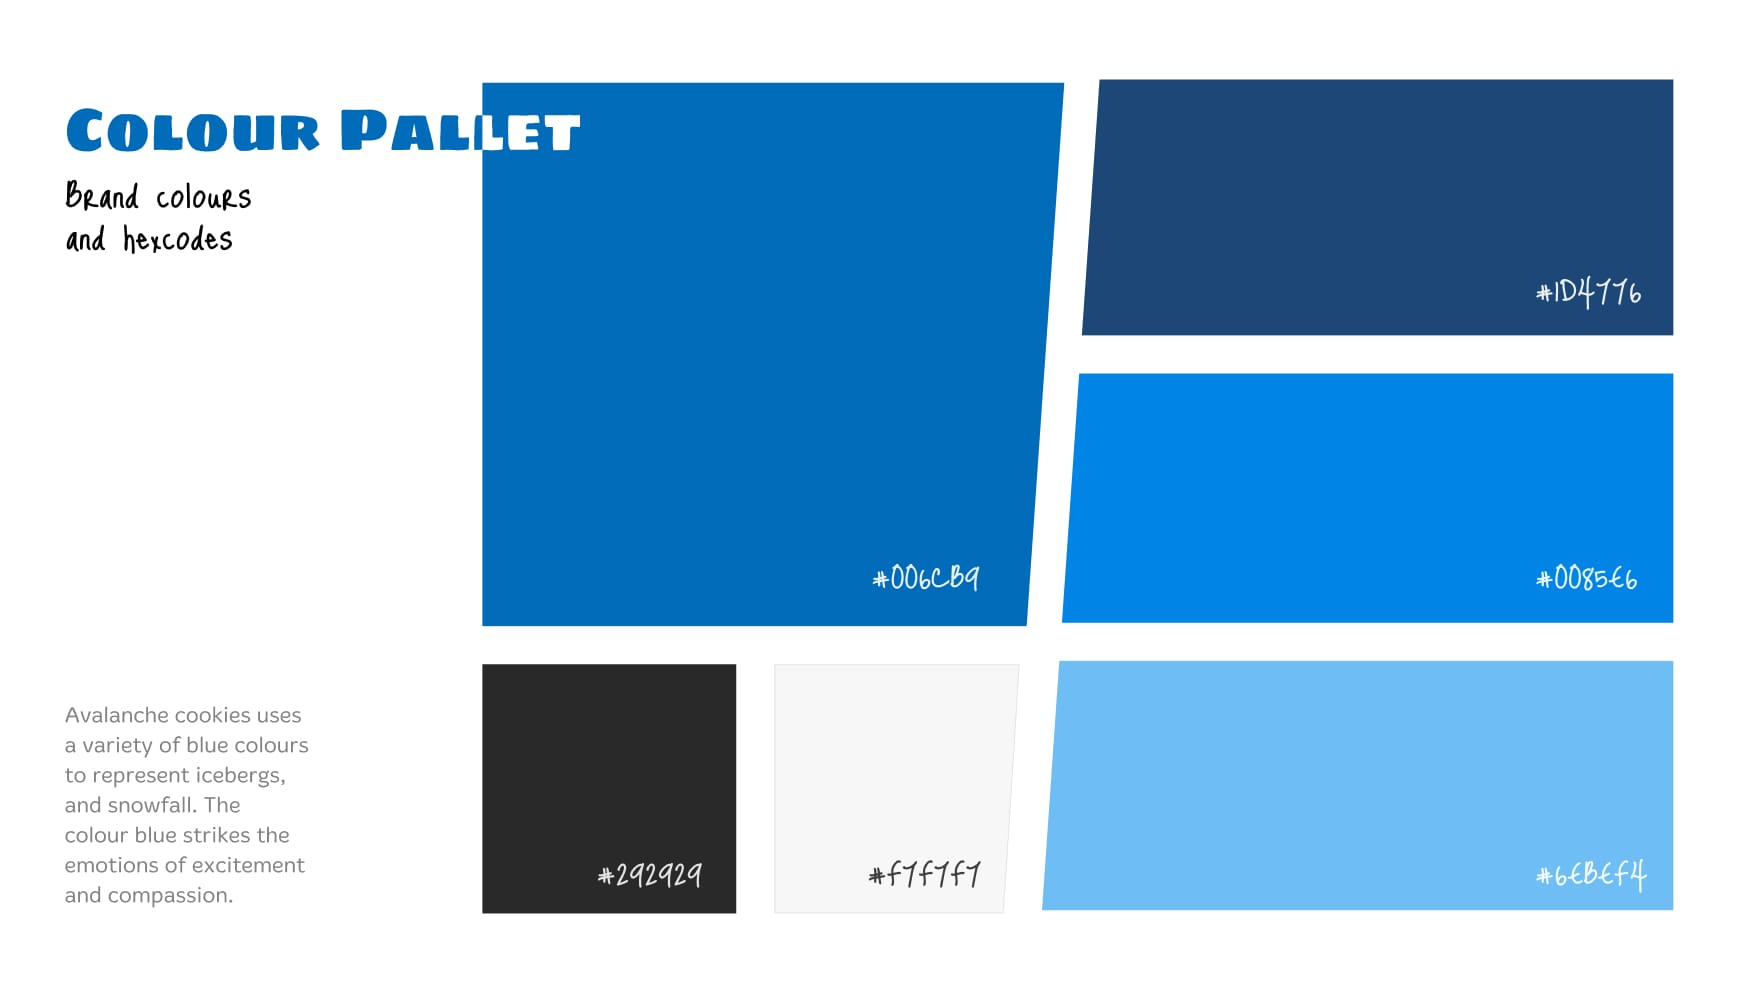 Colour Pallet
Brand colours
and hexcodes
#006CB9
#1D4776
#0085E6
#292929
#f7f7f7
#6EBEf4
Avalanche cookies uses
a variety of blue colours
to represent icebergs,
and snowfall. The
colour blue strikes the
emotions of excitement
and compassion.